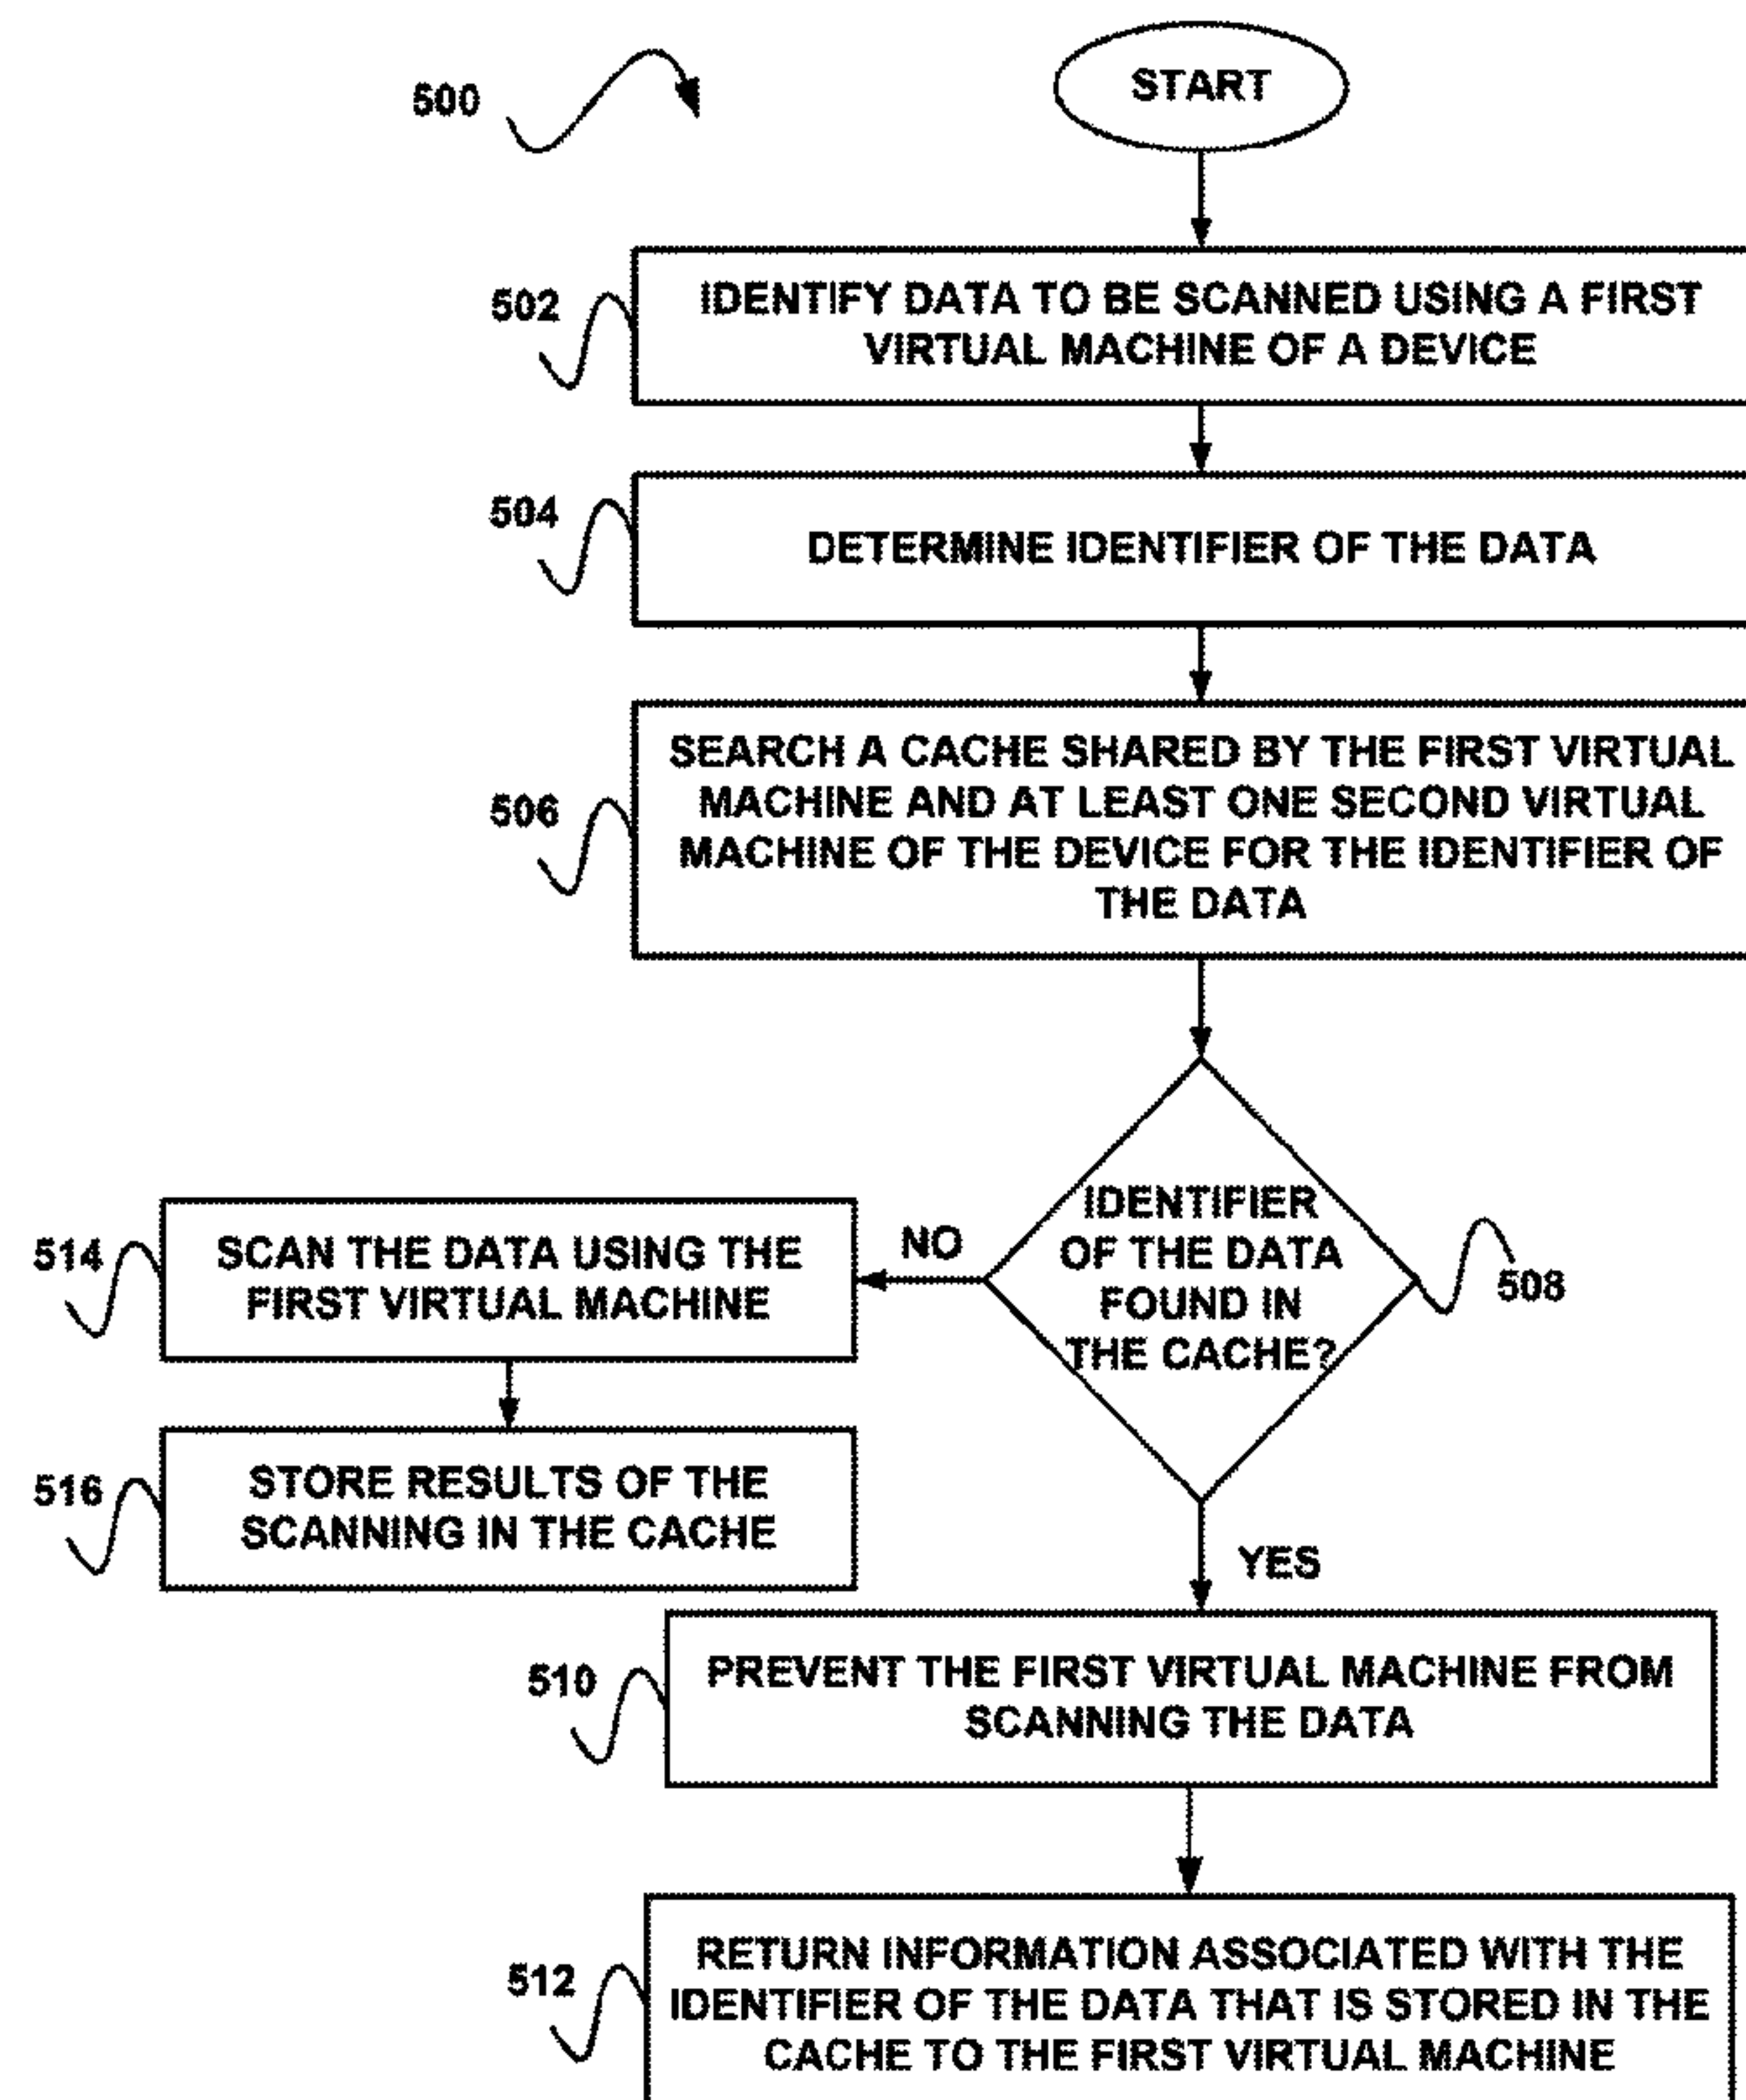 500
START
502
IDENTIFY DATA TO BE SCANNED USING A FIRST
VIRTUAL MACHINE OF A DEVICE
504
DETERMINE IDENTIFIER OF THE DATA
506
SEARCH A CACHE SHARED BY THE FIRST VIRTUAL
MACHINE AND AT LEAST ONE SECOND VIRTUAL
MACHINE OF THE DEVICE FOR THE IDENTIFIER OF
THE DATA
IDENTIFIER
OF THE DATA
FOUND IN
THE CACHE?
508
NO
514
SCAN THE DATA USING THE
FIRST VIRTUAL MACHINE
516
STORE RESULTS OF THE
SCANNING IN THE CACHE
YES
510
PREVENT THE FIRST VIRTUAL MACHINE FROM
SCANNING THE DATA
512
RETURN INFORMATION ASSOCIATED WITH THE
IDENTIFIER OF THE DATA THAT IS STORED IN THE
CACHE TO THE FIRST VIRTUAL MACHINE